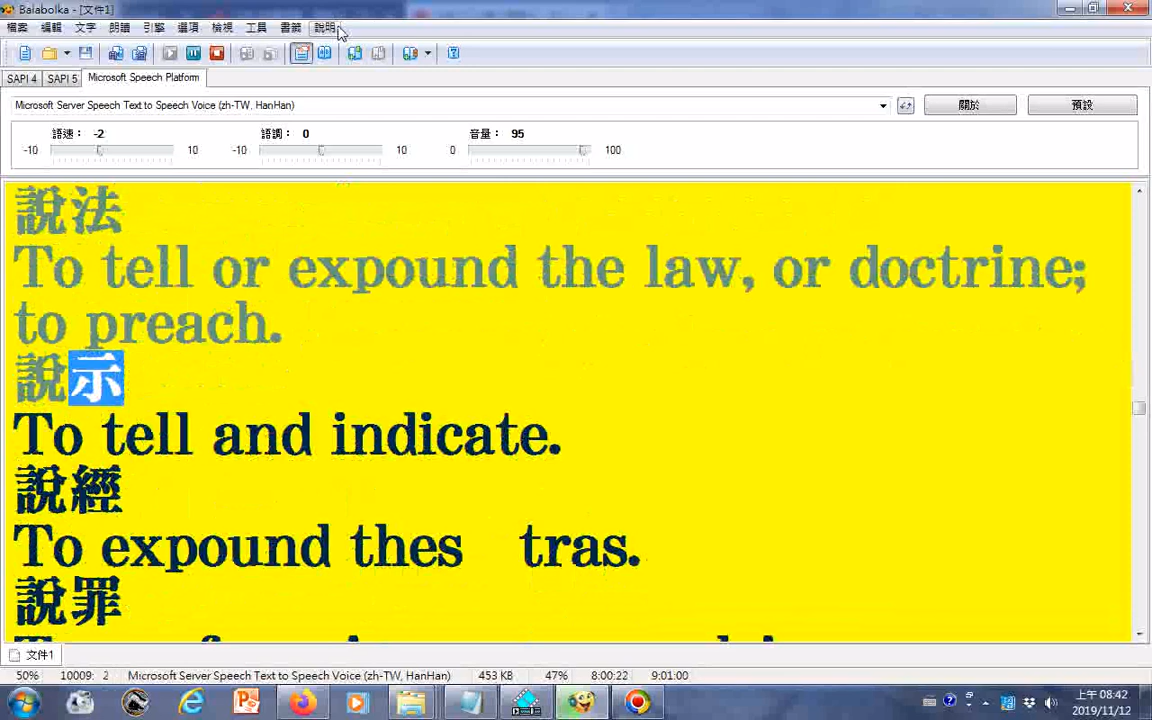 Balabolka - [文件1]
檔案 編輯 文字 朗讀 引擎 選項 檢視 工具 書籤 說明
SAPI 4 SAPI 5 Microsoft Speech Platform
Microsoft Server Speech Text to Speech Voice (zh-TW, HanHan) 關於 預設
語速： -2 語調： 0 音量： 95
-10 10 -10 10 0 100
說法
To tell or expound the law, or doctrine;
to preach.
說示
To tell and indicate.
說經
To expound thes tras.
說罪
文件1
50% 10009: 2 Microsoft Server Speech Text to Speech Voice (zh-TW, HanHan) 453 KB 47% 8:00:22 9:01:00
上午 08:42
2019/11/12